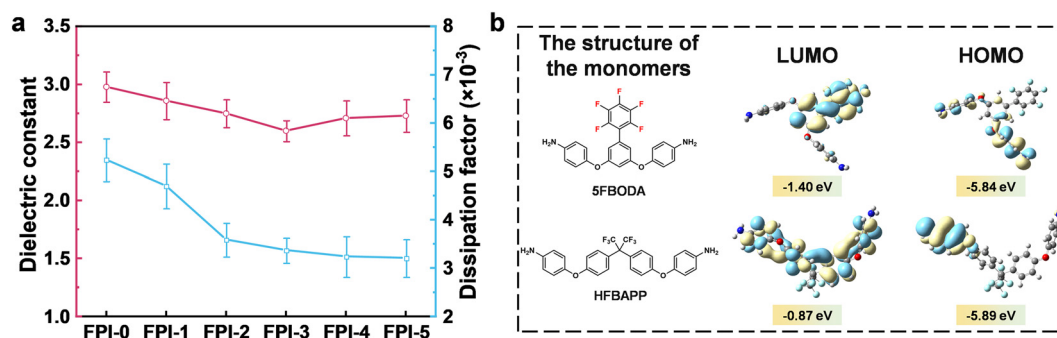 a
3.5
3.0
2.5
2.0
1.5
1.0
Dielectric constant
8
7
6
5
4
3
2
Dissipation factor (×10⁻³)
FPI-0 FPI-1 FPI-2 FPI-3 FPI-4 FPI-5
b
The structure of
the monomers
LUMO
HOMO
F
F F
F F
H₂N NH₂
O O
5FBODA
-1.40 eV
-5.84 eV
F₃C CF₃
H₂N NH₂
O O
HFBAPP
-0.87 eV
-5.89 eV